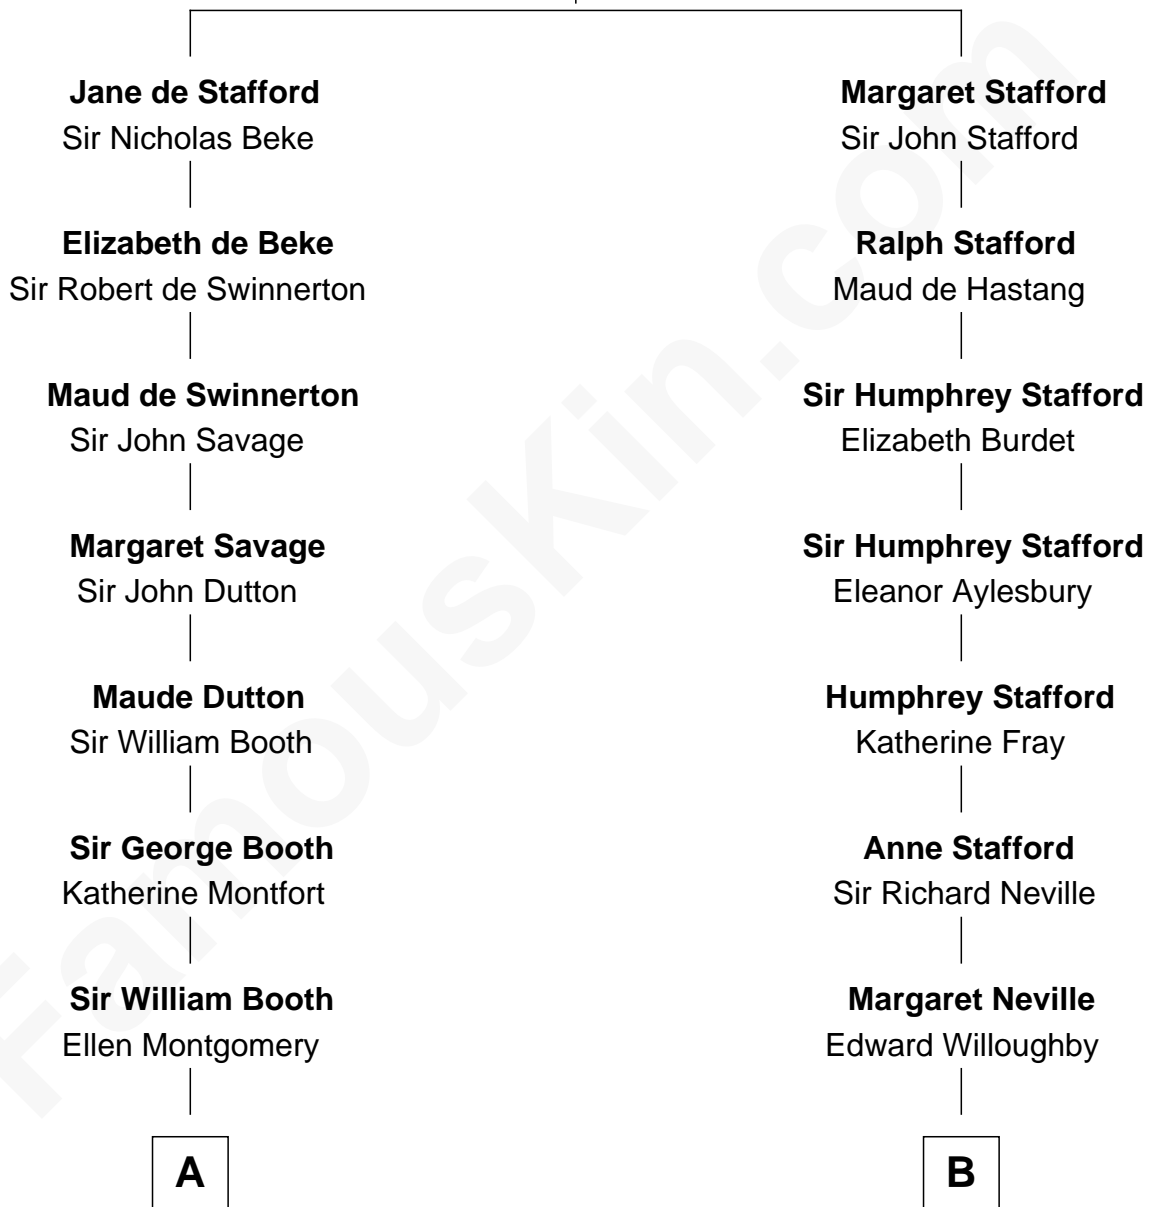 Jane de Stafford
Sir Nicholas Beke
Elizabeth de Beke
Sir Robert de Swinnerton
Maud de Swinnerton
Sir John Savage
Margaret Savage
Sir John Dutton
Maude Dutton
Sir William Booth
Sir George Booth
Katherine Montfort
Sir William Booth
Ellen Montgomery
A
Margaret Stafford
Sir John Stafford
Ralph Stafford
Maud de Hastang
Sir Humphrey Stafford
Elizabeth Burdet
Sir Humphrey Stafford
Eleanor Aylesbury
Humphrey Stafford
Katherine Fray
Anne Stafford
Sir Richard Neville
Margaret Neville
Edward Willoughby
B
FamousKin.com